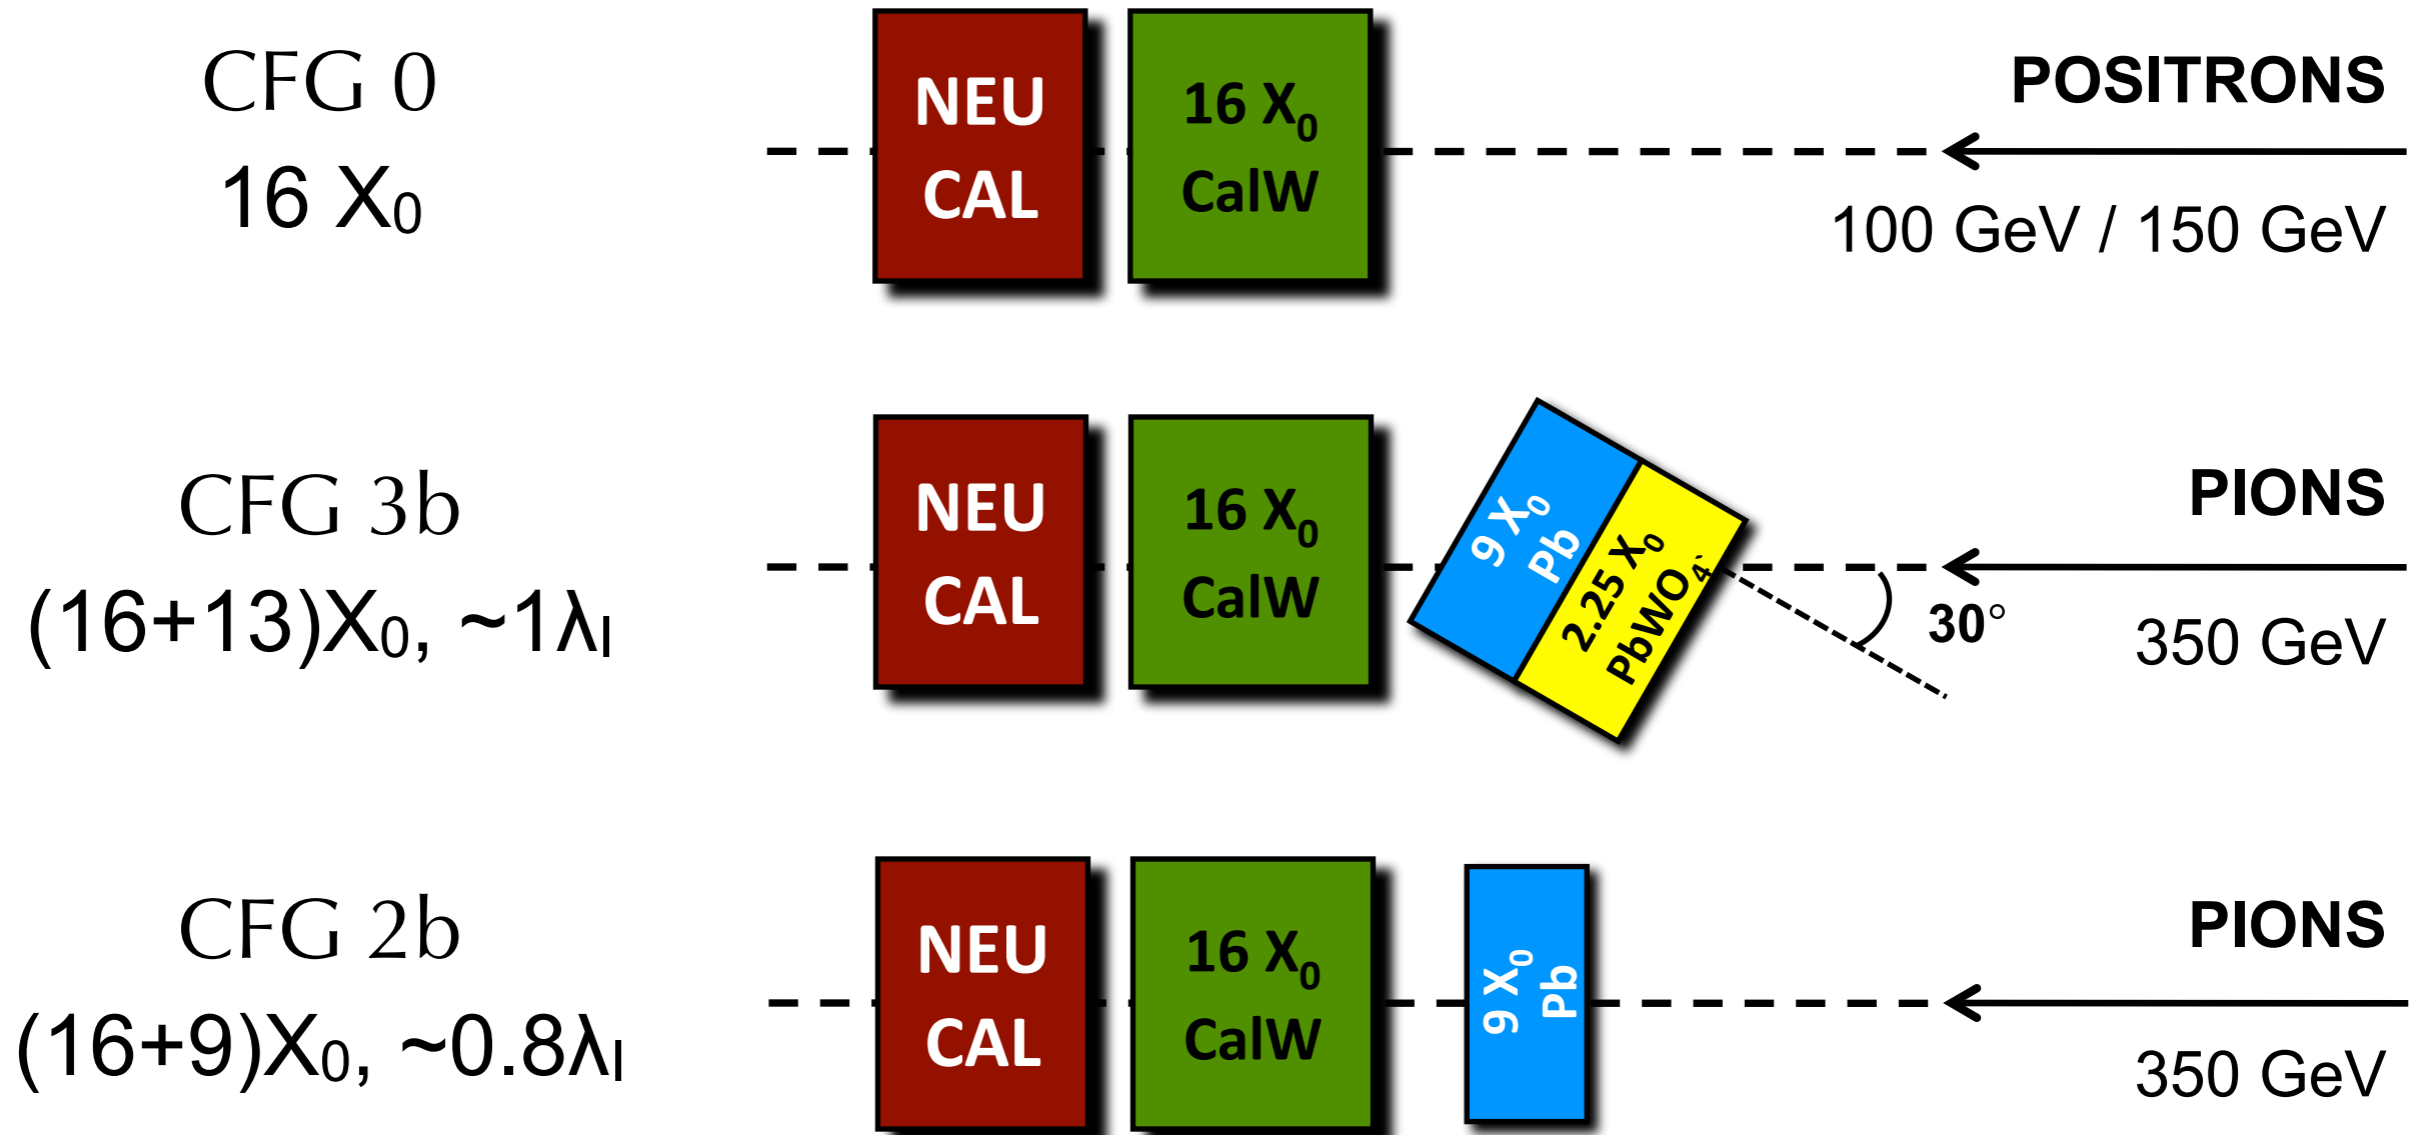 CFG 0
16 X₀
NEU
CAL
16 X₀
CalW
POSITRONS
100 GeV / 150 GeV
CFG 3b
(16+13)X₀, ~1λI
NEU
CAL
16 X₀
CalW
9 X₀
Pb
2.25 X₀
PbWO₄`
30°
PIONS
350 GeV
CFG 2b
(16+9)X₀, ~0.8λI
NEU
CAL
16 X₀
CalW
9 X₀
Pb
PIONS
350 GeV